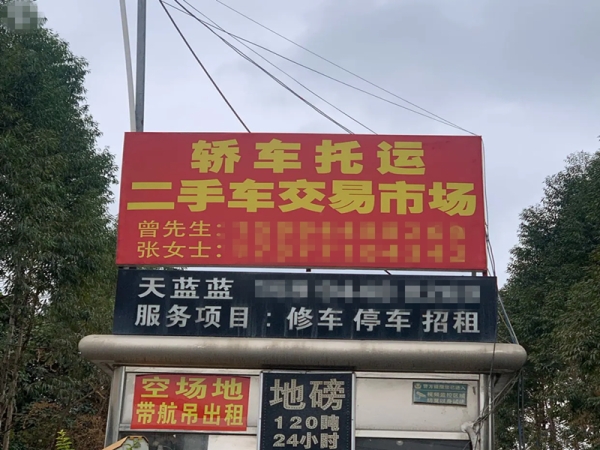 轿车托运
二手车交易市场
曾先生:
张女士:
天蓝蓝
服务项目:修车 停车 招租
空场地
带航吊出租
地磅
120吨
24小时